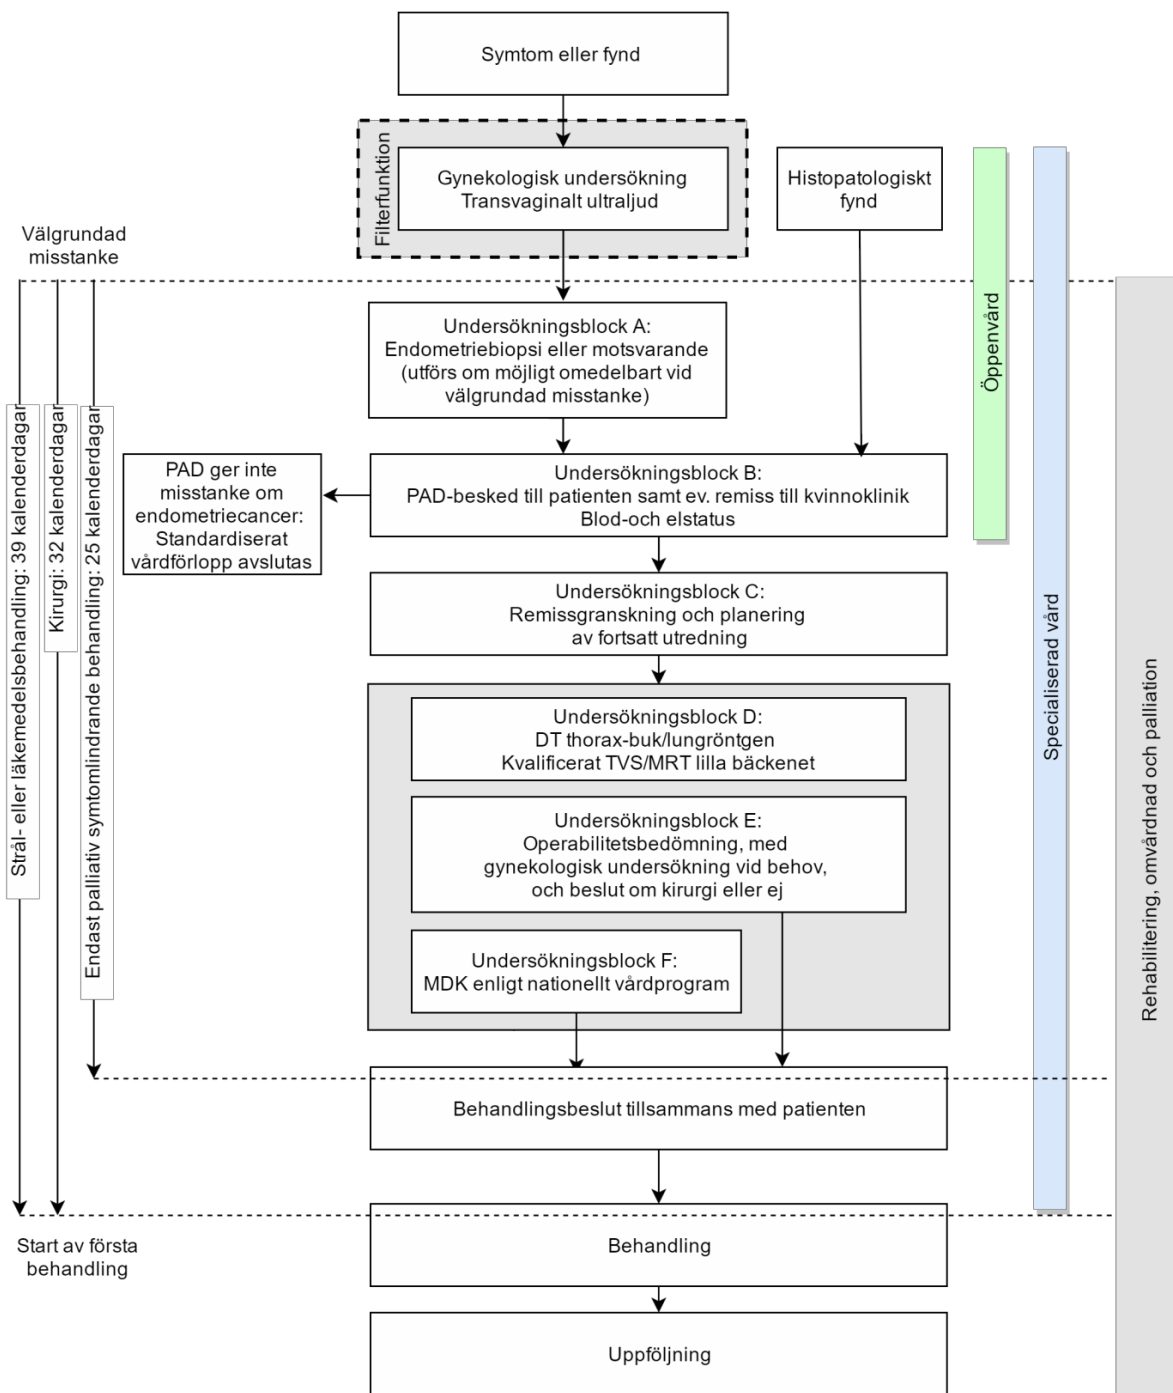 Symtom eller fynd
Filterfunktion
Gynekologisk undersökning
Transvaginalt ultraljud
Histopatologiskt
fynd
Välgrundad
misstanke
Undersökningsblock A:
Endometriebiopsi eller motsvarande
(utförs om möjligt omedelbart vid
välgrundad misstanke)
Öppenvård
Strål- eller läkemedelsbehandling: 39 kalenderdagar
Kirurgi: 32 kalenderdagar
Endast palliativ symtomlindrande behandling: 25 kalenderdagar
PAD ger inte
misstanke om
endometriecancer:
Standardiserat
vårdförlopp avslutas
Undersökningsblock B:
PAD-besked till patienten samt ev. remiss till kvinnoklinik
Blod-och elstatus
Undersökningsblock C:
Remissgranskning och planering
av fortsatt utredning
Specialiserad vård
Rehabilitering, omvårdnad och palliation
Undersökningsblock D:
DT thorax-buk/lungröntgen
Kvalificerat TVS/MRT lilla bäckenet
Undersökningsblock E:
Operabilitetsbedömning, med
gynekologisk undersökning vid behov,
och beslut om kirurgi eller ej
Undersökningsblock F:
MDK enligt nationellt vårdprogram
Behandlingsbeslut tillsammans med patienten
Start av första
behandling
Behandling
Uppföljning